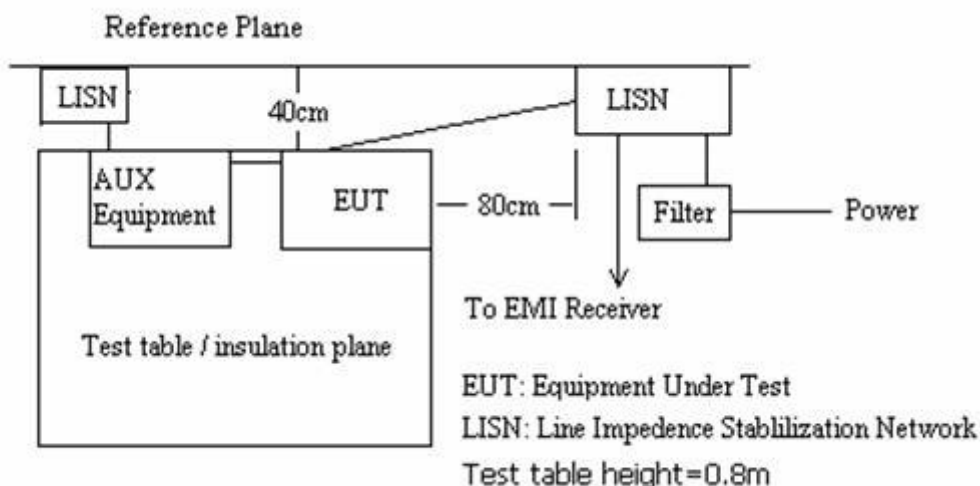 Reference Plane
LISN
40cm
LISN
AUX
Equipment
EUT
80cm
Filter
Power
To EMI Receiver
Test table / insulation plane
EUT: Equipment Under Test
LISN: Line Impedence Stablilization Network
Test table height=0.8m